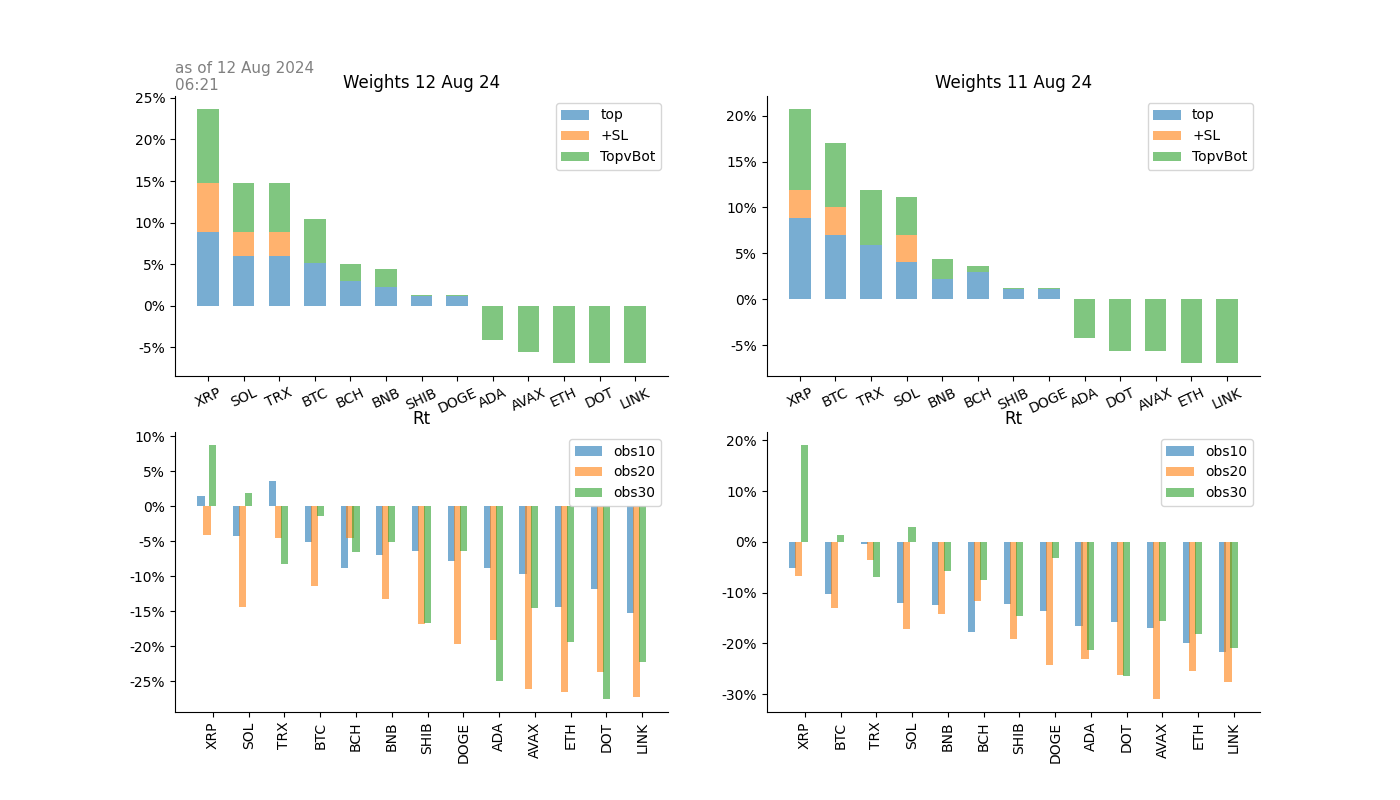 as of 12 Aug 2024
06:21
Weights 12 Aug 24
25%
20%
15%
10%
5%
0%
-5%
top
+SL
TopvBot
XRP SOL TRX BTC BCH BNB SHIB DOGE ADA AVAX ETH DOT LINK
Weights 11 Aug 24
20%
15%
10%
5%
0%
-5%
top
+SL
TopvBot
XRP BTC TRX SOL BNB BCH SHIB DOGE ADA DOT AVAX ETH LINK
Rt
10%
5%
0%
-5%
-10%
-15%
-20%
-25%
obs10
obs20
obs30
XRP SOL TRX BTC BCH BNB SHIB DOGE ADA AVAX ETH DOT LINK
Rt
20%
10%
0%
-10%
-20%
-30%
obs10
obs20
obs30
XRP BTC TRX SOL BNB BCH SHIB DOGE ADA DOT AVAX ETH LINK